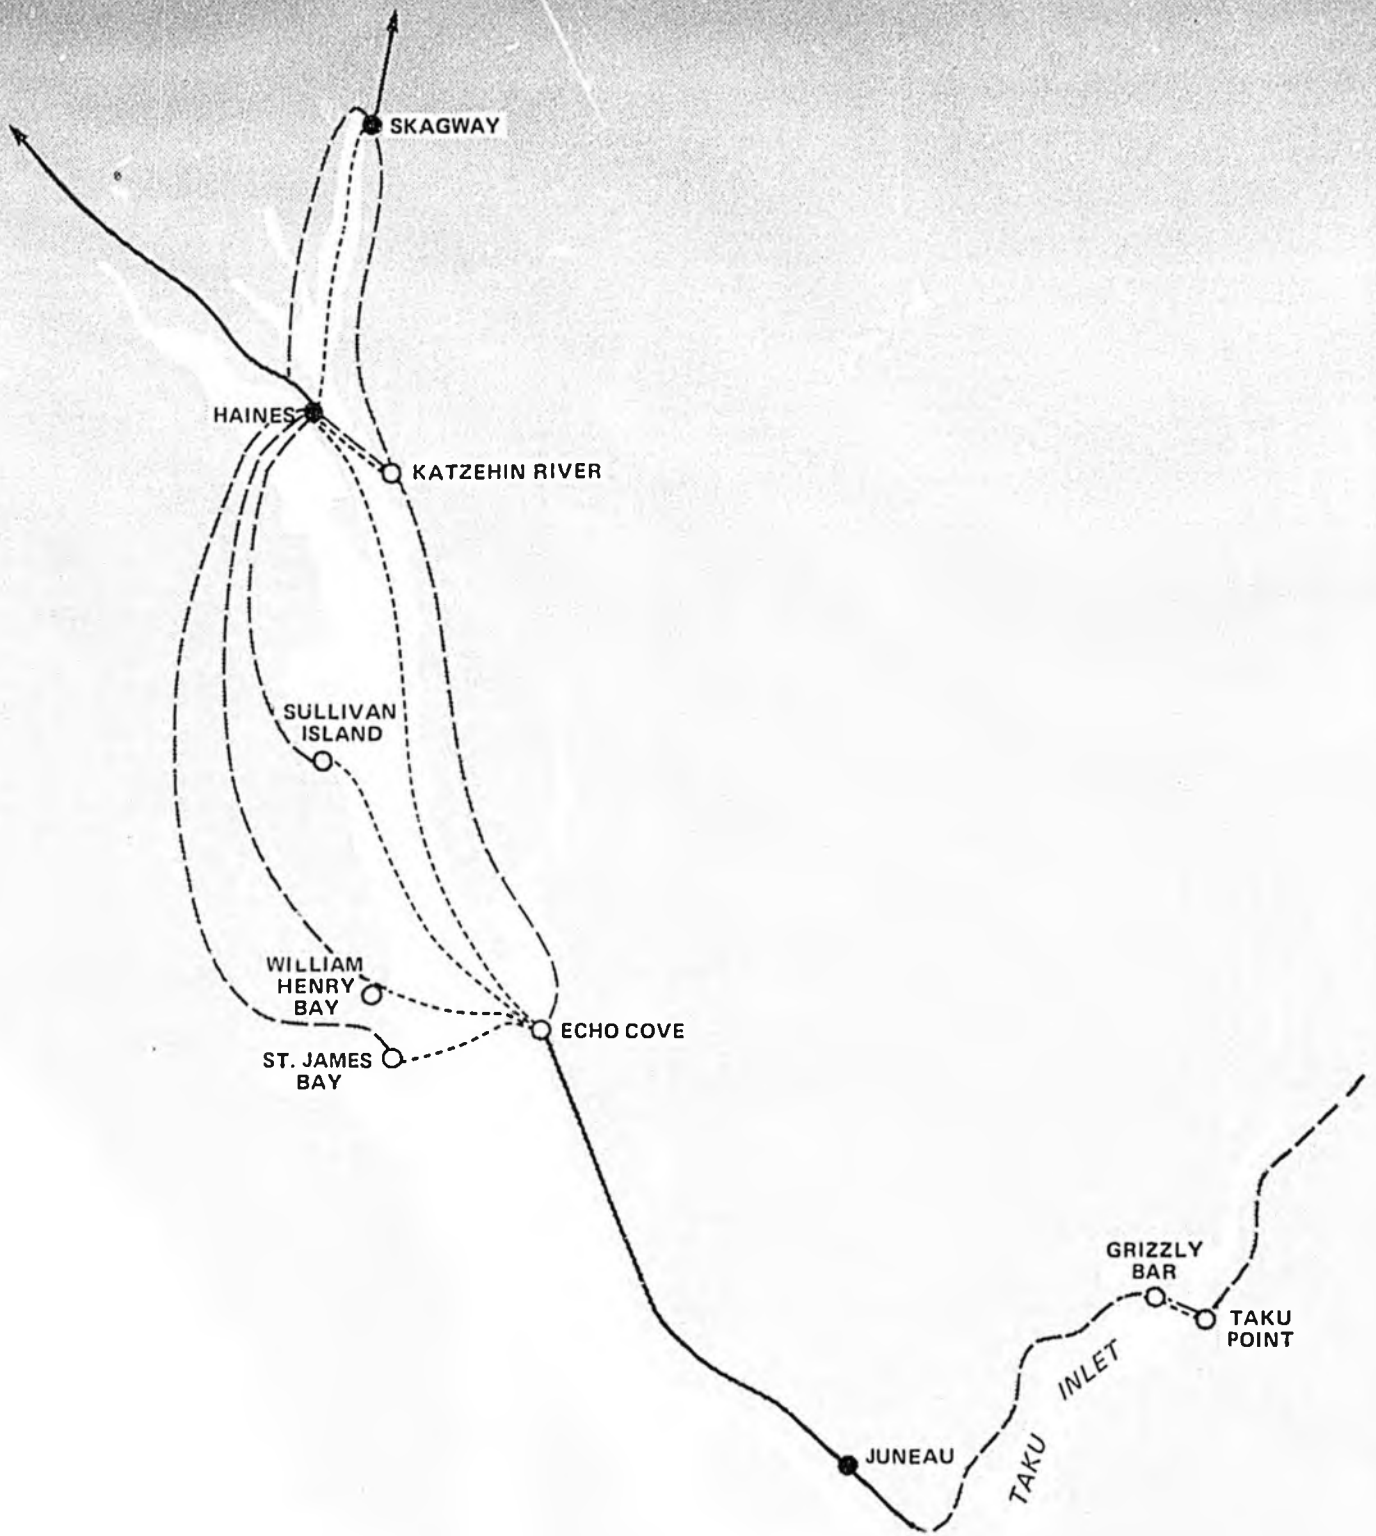 SKAGWAY
HAINES
KATZEHIN RIVER
SULLIVAN
ISLAND
WILLIAM
HENRY
BAY
ECHO COVE
ST. JAMES
BAY
GRIZZLY
BAR
TAKU
POINT
INLET
TAKU
JUNEAU